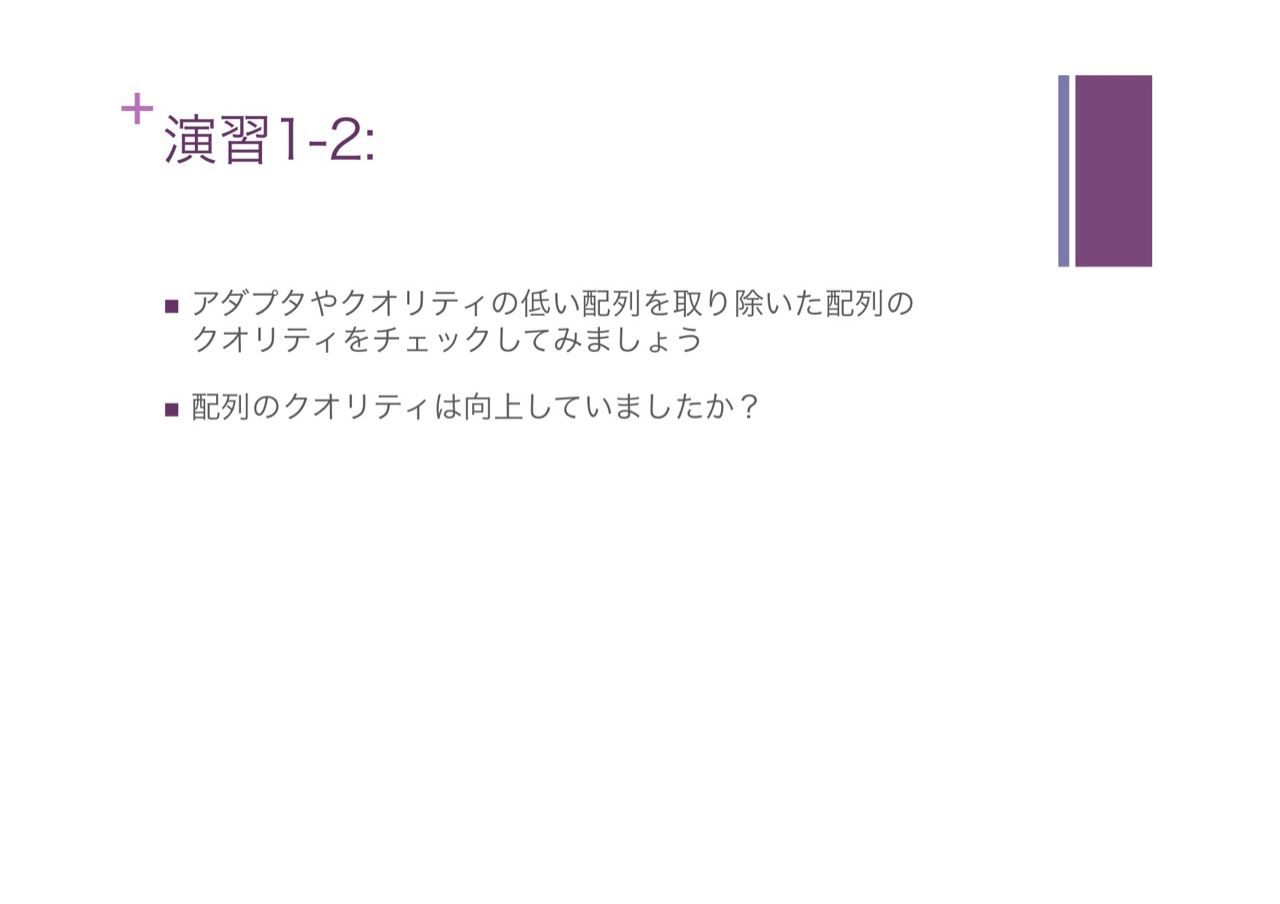 演習1-2:
アダプタやクオリティの低い配列を取り除いた配列の
クオリティをチェックしてみましょう
配列のクオリティは向上していましたか？